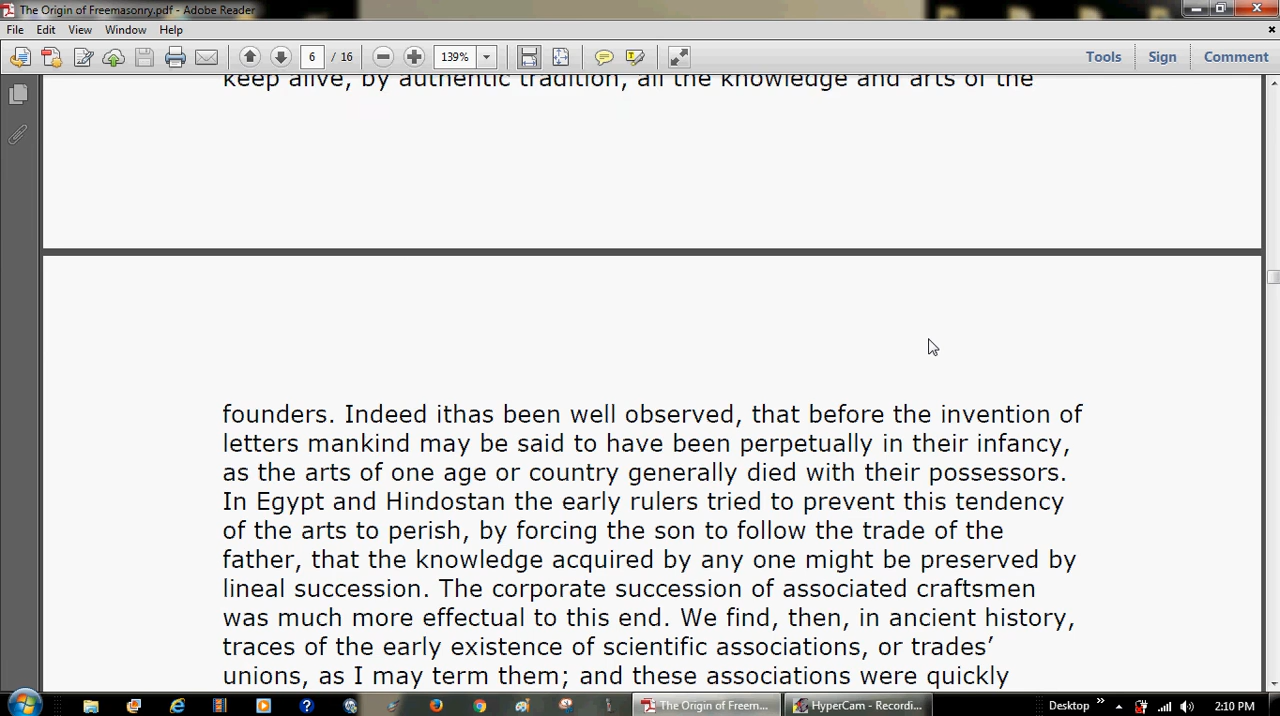 The Origin of Freemasonry.pdf - Adobe Reader
File Edit View Window Help
6 / 16 139% Tools Sign Comment
keep alive, by authentic tradition, all the knowledge and arts of the
founders. Indeed ithas been well observed, that before the invention of
letters mankind may be said to have been perpetually in their infancy,
as the arts of one age or country generally died with their possessors.
In Egypt and Hindostan the early rulers tried to prevent this tendency
of the arts to perish, by forcing the son to follow the trade of the
father, that the knowledge acquired by any one might be preserved by
lineal succession. The corporate succession of associated craftsmen
was much more effectual to this end. We find, then, in ancient history,
traces of the early existence of scientific associations, or trades’
unions, as I may term them; and these associations were quickly
The Origin of Freem... HyperCam - Recordi... Desktop » 2:10 PM